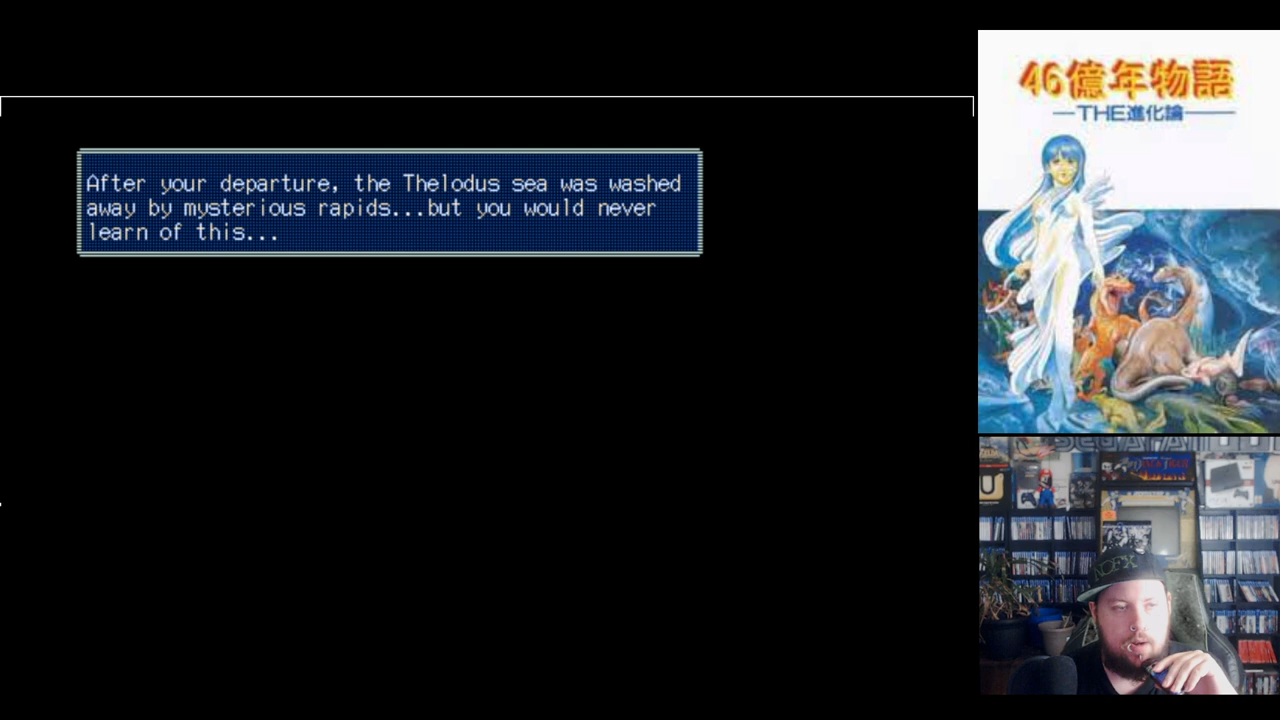 After your departure, the Thelodus sea was washed
away by mysterious rapids...but you would never
learn of this...
46億年物語
—THE進化論—
NOFX